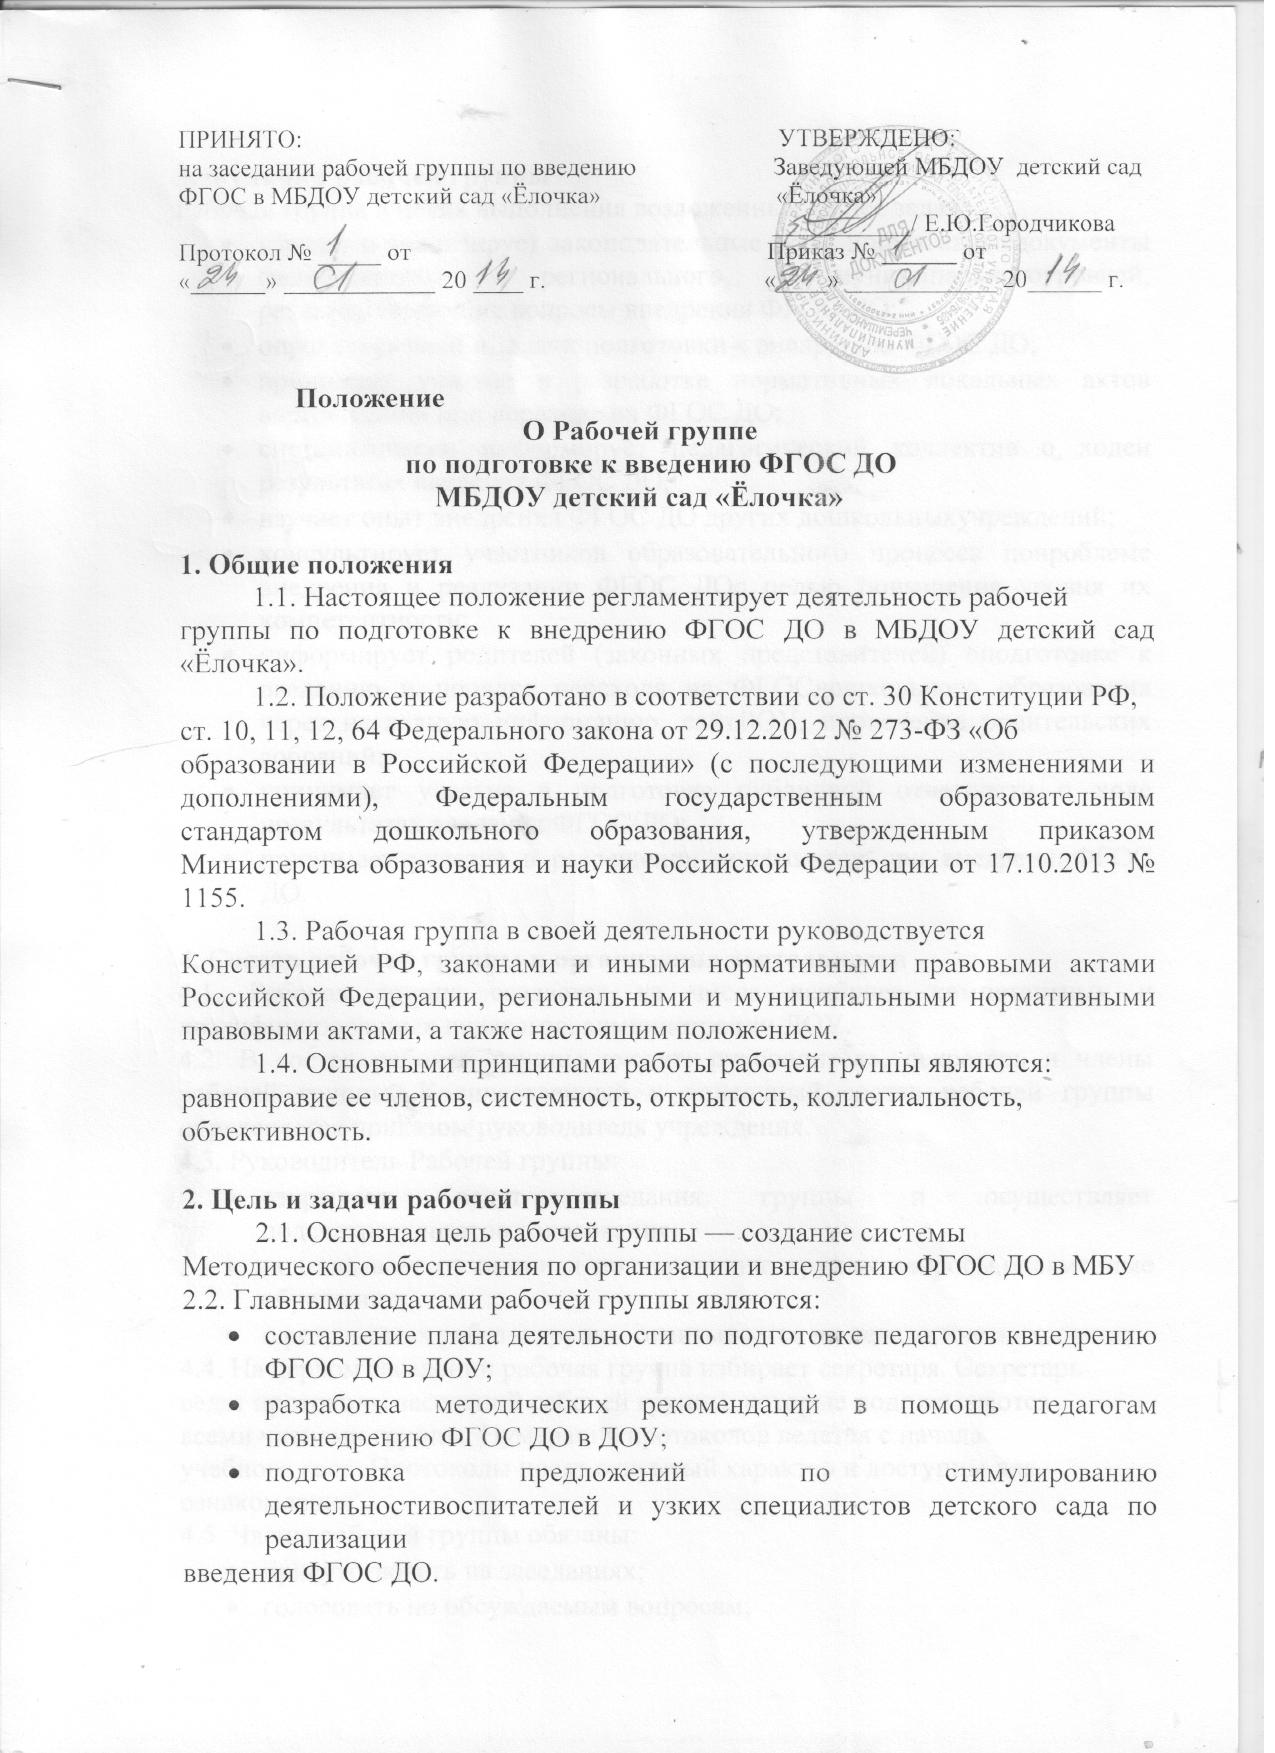 ПРИНЯТО:
на заседании рабочей группы по введению
ФГОС в МБДОУ детский сад «Ёлочка»
Протокол № 1 от
«24» 01 2014 г.
УТВЕРЖДЕНО:
Заведующей МБДОУ детский сад
«Ёлочка»
/ Е.Ю.Городчикова
Приказ № от
«24» 01 2014 г.
ДЛЯ
ДОКУМЕНТОВ
Положение
О Рабочей группе
по подготовке к введению ФГОС ДО
МБДОУ детский сад «Ёлочка»
1. Общие положения
1.1. Настоящее положение регламентирует деятельность рабочей
группы по подготовке к внедрению ФГОС ДО в МБДОУ детский сад
«Ёлочка».
1.2. Положение разработано в соответствии со ст. 30 Конституции РФ,
ст. 10, 11, 12, 64 Федерального закона от 29.12.2012 № 273-ФЗ «Об
образовании в Российской Федерации» (с последующими изменениями и
дополнениями), Федеральным государственным образовательным
стандартом дошкольного образования, утвержденным приказом
Министерства образования и науки Российской Федерации от 17.10.2013 №
1155.
1.3. Рабочая группа в своей деятельности руководствуется
Конституцией РФ, законами и иными нормативными правовыми актами
Российской Федерации, региональными и муниципальными нормативными
правовыми актами, а также настоящим положением.
1.4. Основными принципами работы рабочей группы являются:
равноправие ее членов, системность, открытость, коллегиальность,
объективность.
2. Цель и задачи рабочей группы
2.1. Основная цель рабочей группы — создание системы
Методического обеспечения по организации и внедрению ФГОС ДО в МБУ
2.2. Главными задачами рабочей группы являются:
• составление плана деятельности по подготовке педагогов квнедрению
ФГОС ДО в ДОУ;
• разработка методических рекомендаций в помощь педагогам
повнедрению ФГОС ДО в ДОУ;
• подготовка предложений по стимулированию
деятельностивоспитателей и узких специалистов детского сада по
реализации
введения ФГОС ДО.